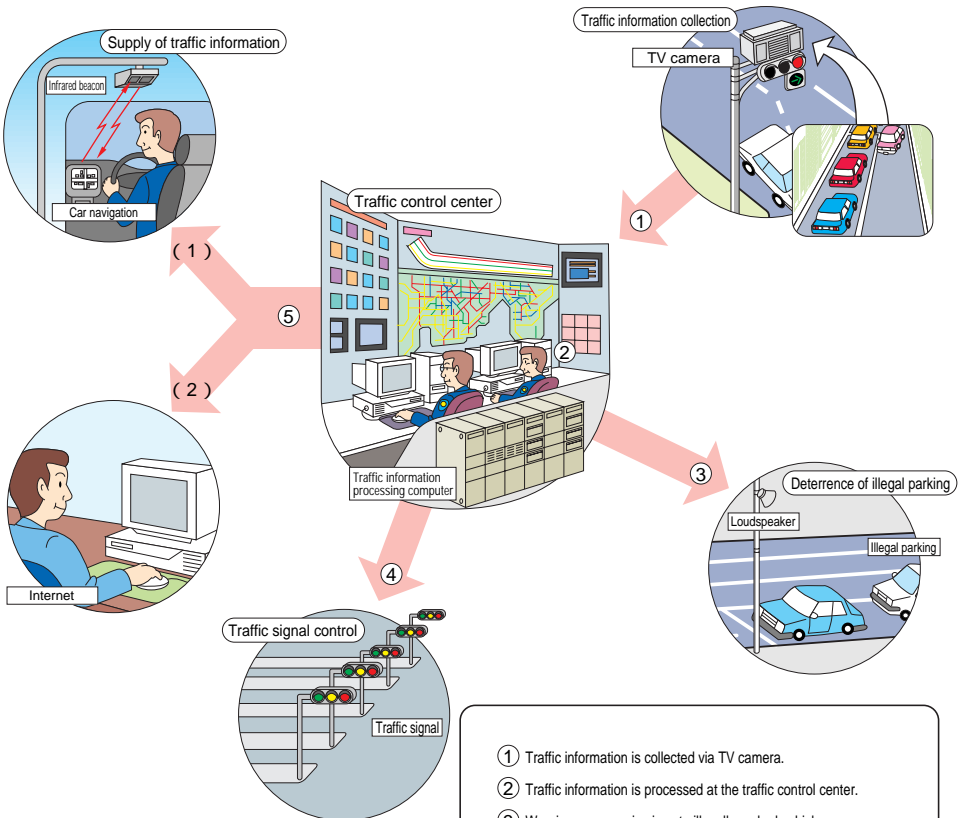 Supply of traffic information
Infrared beacon
Car navigation
Traffic information collection
TV camera
Traffic control center
①
(1)
⑤
②
(2)
Traffic information
processing computer
③
Deterrence of illegal parking
Loudspeaker
Illegal parking
Internet
④
Traffic signal control
Traffic signal
① Traffic information is collected via TV camera.
② Traffic information is processed at the traffic control center.